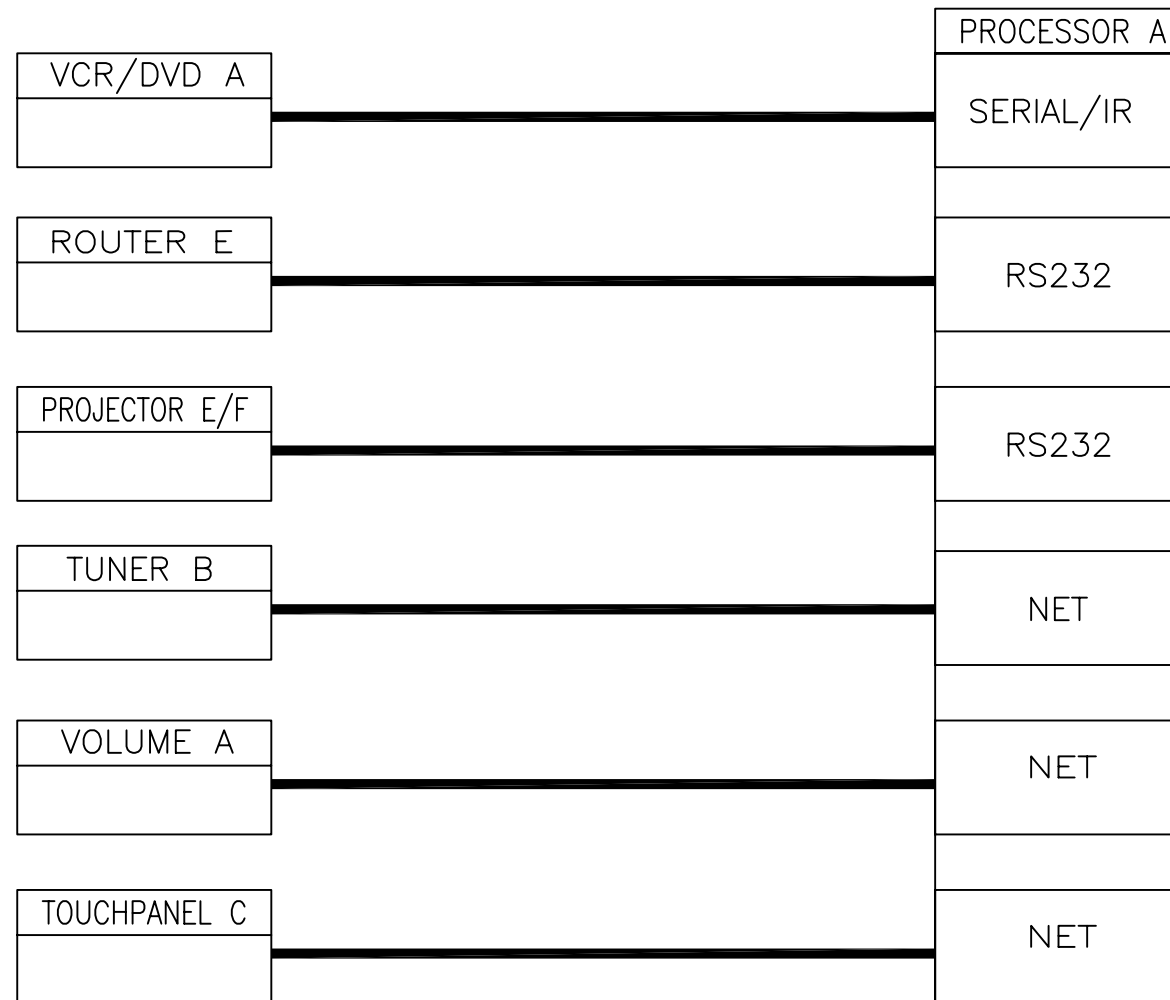 PROCESSOR A
VCR/DVD A
SERIAL/IR
ROUTER E
RS232
PROJECTOR E/F
RS232
TUNER B
NET
VOLUME A
NET
TOUCHPANEL C
NET